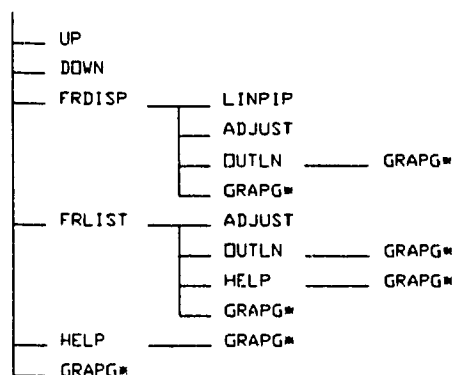 UP
DOWN
FRDISP LINPIP
ADJUST
OUTLN GRAPG*
GRAPG*
FRLIST ADJUST
OUTLN GRAPG*
HELP GRAPG*
GRAPG*
HELP GRAPG*
GRAPG*